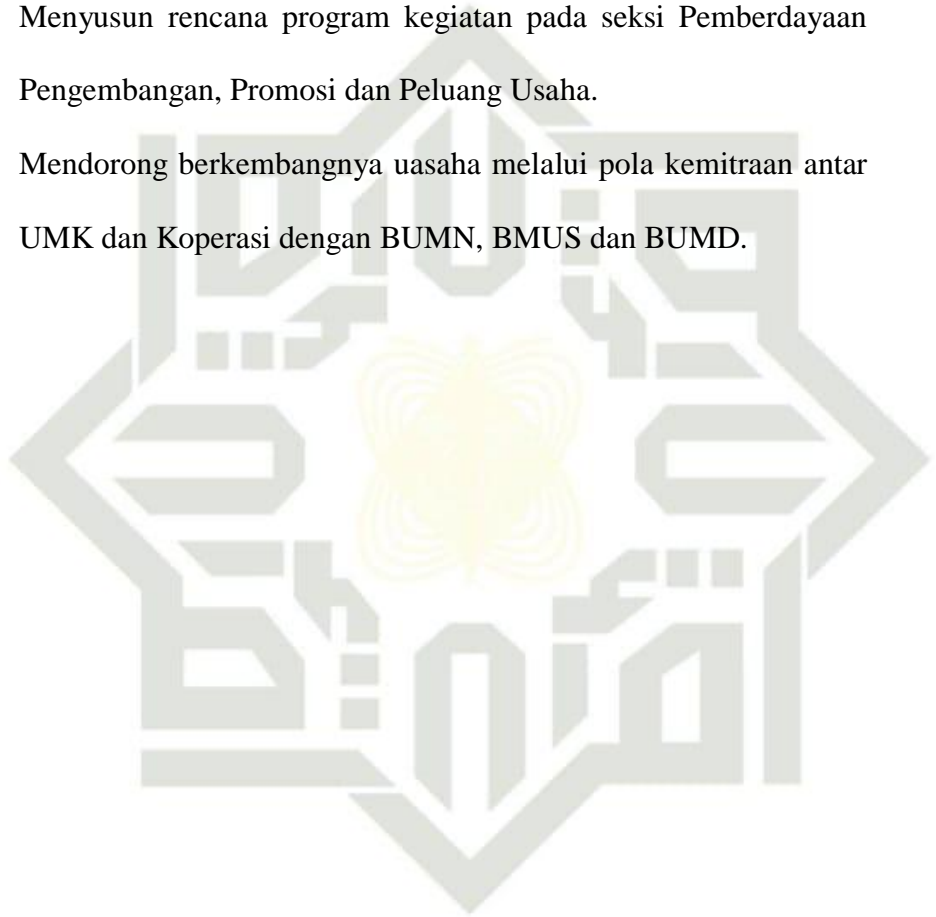 Menyusun rencana program kegiatan pada seksi Pemberdayaan
Pengembangan, Promosi dan Peluang Usaha.
Mendorong berkembangnya uasaha melalui pola kemitraan antar
UMK dan Koperasi dengan BUMN, BMUS dan BUMD.